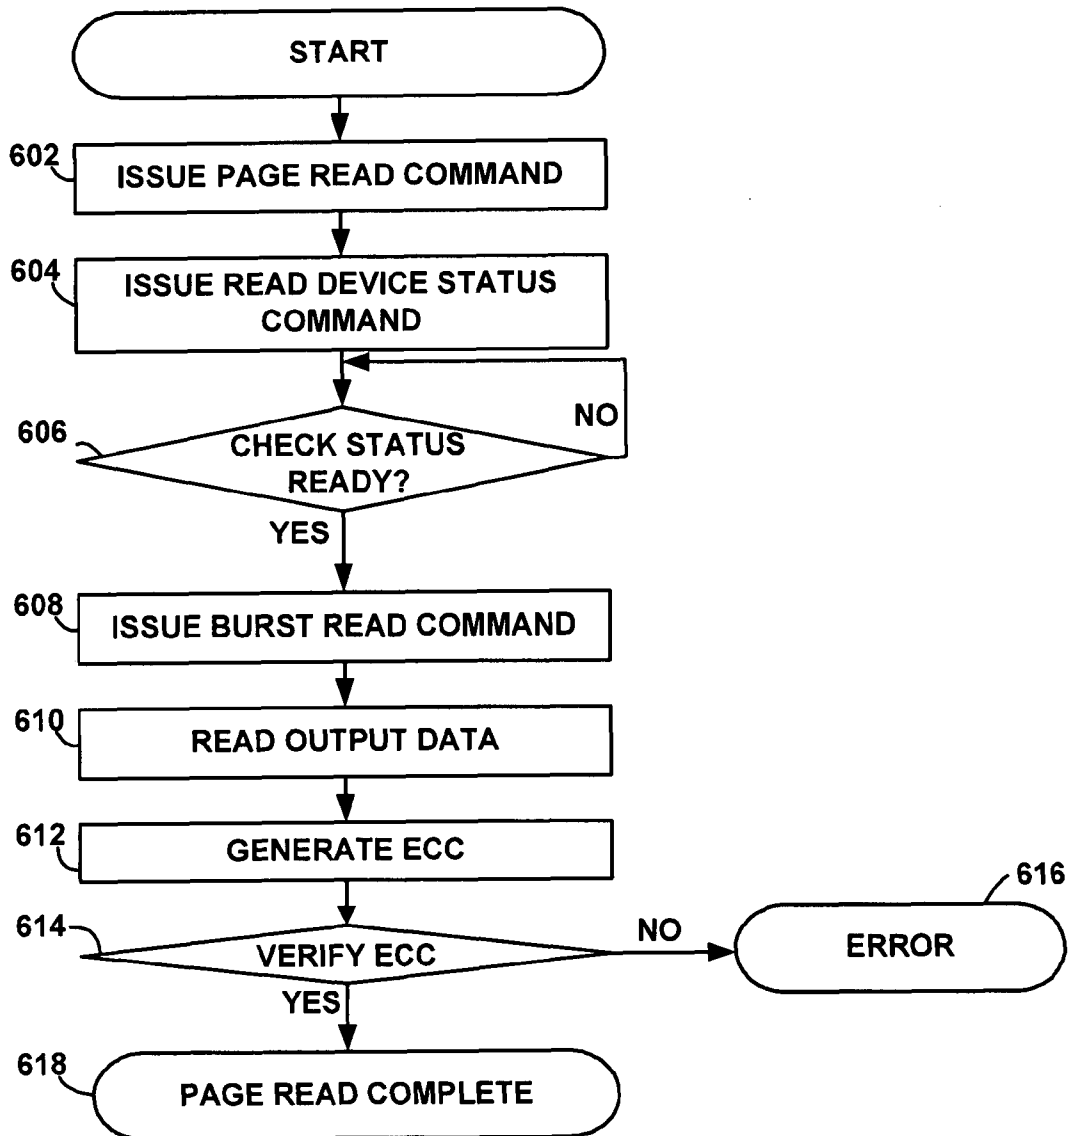 START
602
ISSUE PAGE READ COMMAND
604
ISSUE READ DEVICE STATUS
COMMAND
606
CHECK STATUS
READY?
NO
YES
608
ISSUE BURST READ COMMAND
610
READ OUTPUT DATA
612
GENERATE ECC
614
VERIFY ECC
NO
616
ERROR
YES
618
PAGE READ COMPLETE